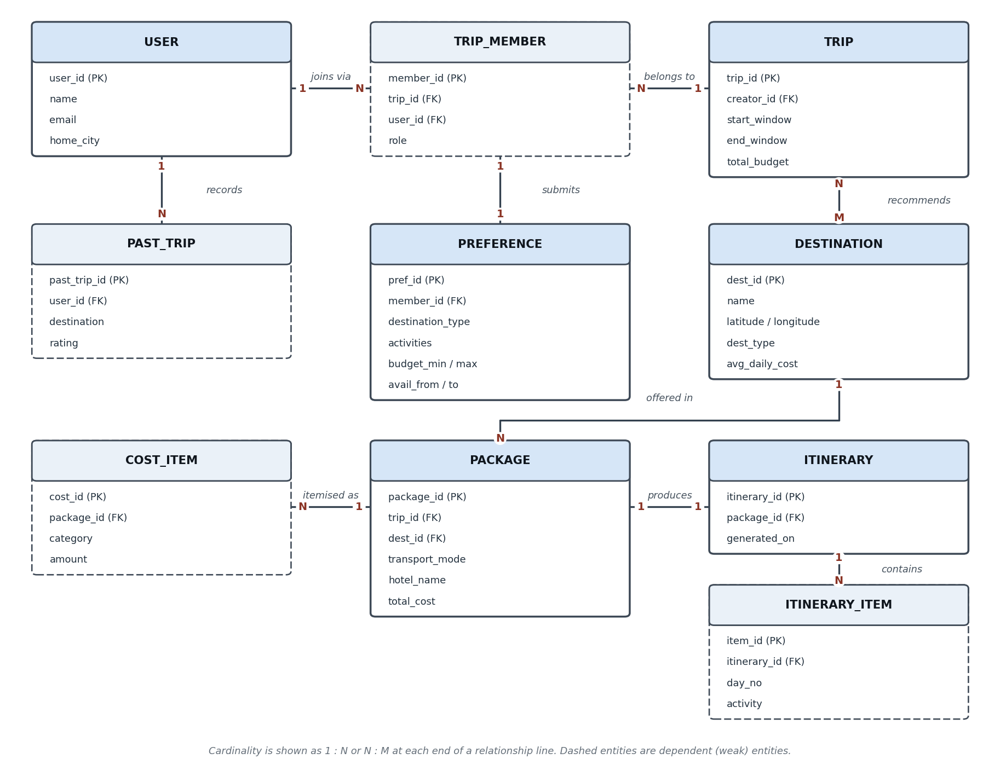 USER
user_id (PK)
name
email
home_city
1
joins via
N
TRIP_MEMBER
member_id (PK)
trip_id (FK)
user_id (FK)
role
N
belongs to
1
TRIP
trip_id (PK)
creator_id (FK)
start_window
end_window
total_budget
1
records
N
1
submits
1
N
recommends
M
PAST_TRIP
past_trip_id (PK)
user_id (FK)
destination
rating
PREFERENCE
pref_id (PK)
member_id (FK)
destination_type
activities
budget_min / max
avail_from / to
DESTINATION
dest_id (PK)
name
latitude / longitude
dest_type
avg_daily_cost
1
offered in
N
COST_ITEM
cost_id (PK)
package_id (FK)
category
amount
N
itemised as
1
PACKAGE
package_id (PK)
trip_id (FK)
dest_id (FK)
transport_mode
hotel_name
total_cost
1
produces
1
ITINERARY
itinerary_id (PK)
package_id (FK)
generated_on
1
contains
N
ITINERARY_ITEM
item_id (PK)
itinerary_id (FK)
day_no
activity
Cardinality is shown as 1 : N or N : M at each end of a relationship line. Dashed entities are dependent (weak) entities.